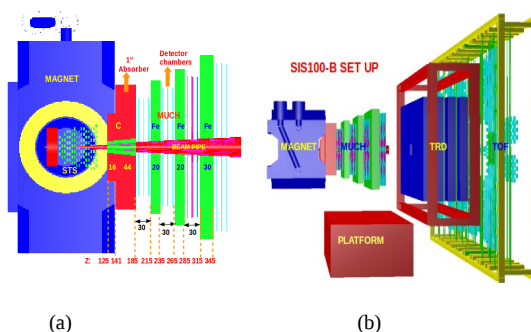 1"
Absorber
Detector
chambers
MAGNET
MUCH
C
Fe
Fe
Fe
BEAM PIPE
STS
16
44
20
20
30
30
30
30
Z: 125 141 185 215 235 265 285 315 345
(a)
SIS100-B SET UP
MAGNET
MUCH
TRD
TOF
PLATFORM
(b)